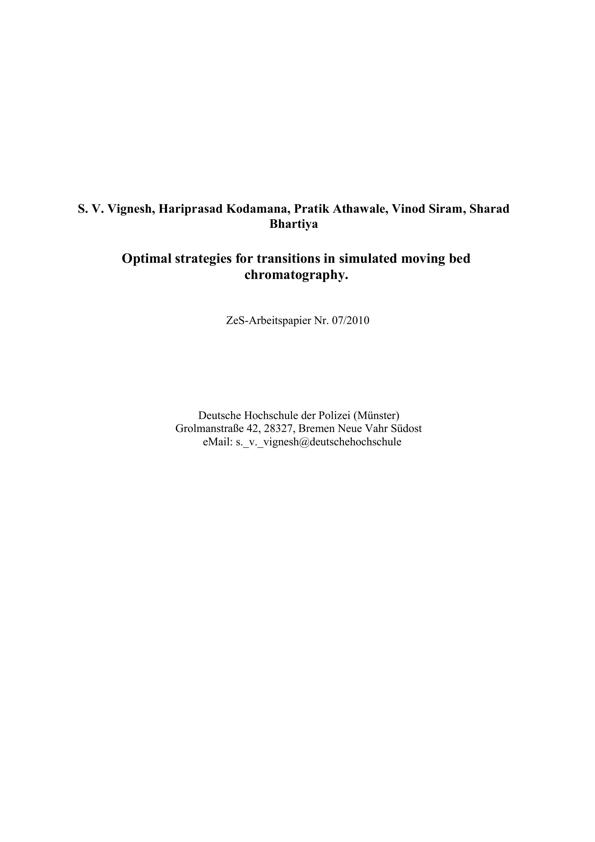 S. V. Vignesh, Hariprasad Kodamana, Pratik Athawale, Vinod Siram, Sharad
Bhartiya
Optimal strategies for transitions in simulated moving bed
chromatography.
ZeS-Arbeitspapier Nr. 07/2010
Deutsche Hochschule der Polizei (Münster)
Grolmanstraße 42, 28327, Bremen Neue Vahr Südost
eMail: s._v._vignesh@deutschehochschule